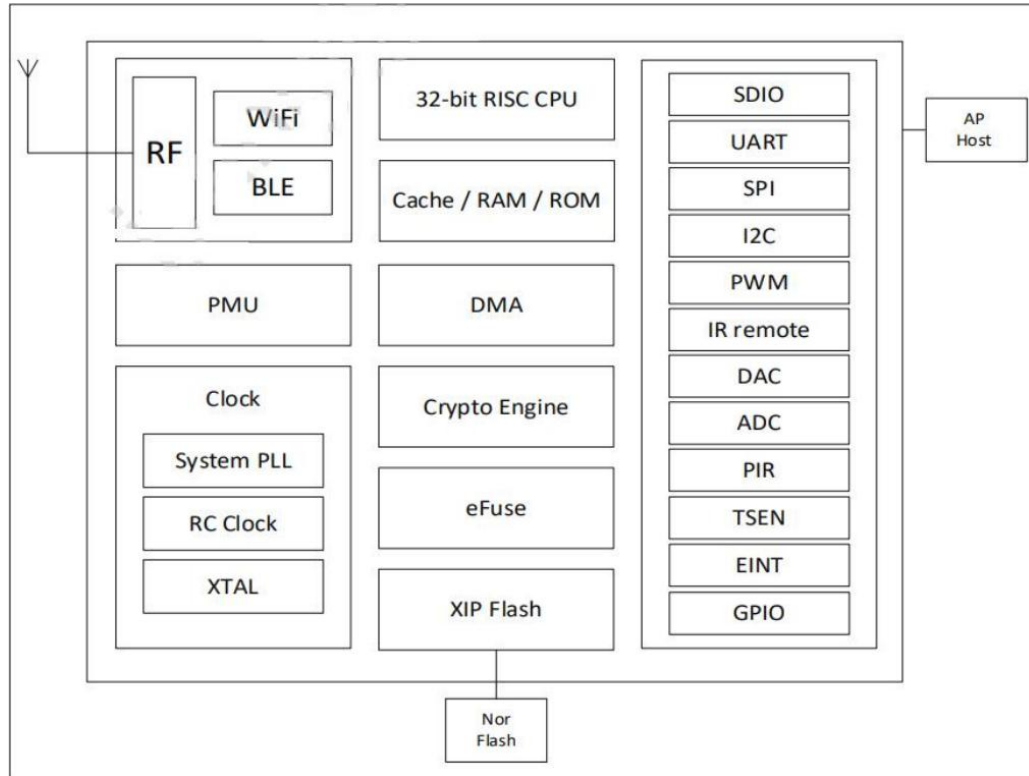 RF
WiFi
BLE
PMU
Clock
System PLL
RC Clock
XTAL
32-bit RISC CPU
Cache / RAM / ROM
DMA
Crypto Engine
eFuse
XIP Flash
Nor
Flash
SDIO
UART
SPI
I2C
PWM
IR remote
DAC
ADC
PIR
TSEN
EINT
GPIO
AP
Host